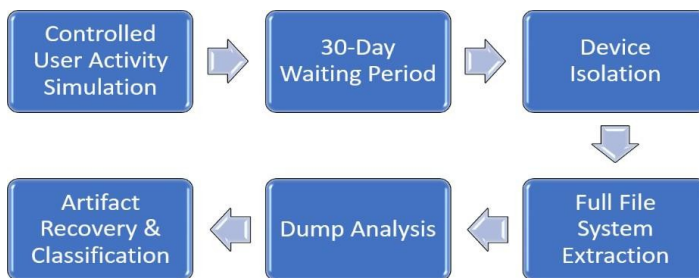 Controlled
User Activity
Simulation
30-Day
Waiting Period
Device
Isolation
Full File
System
Extraction
Dump Analysis
Artifact
Recovery &
Classification